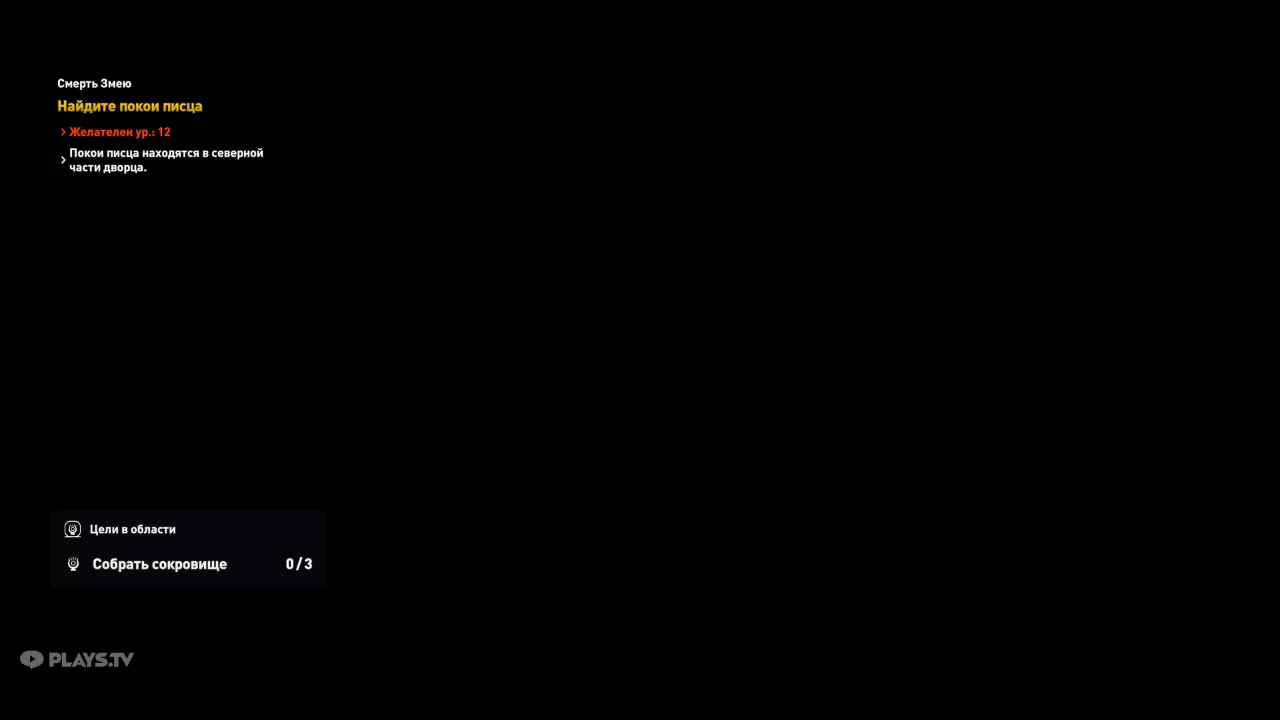 Смерть Змею
Найдите покои писца
Желателен ур.: 12
Покои писца находятся в северной
части дворца.
Цели в области
Собрать сокровище 0/3
PLAYS.TV